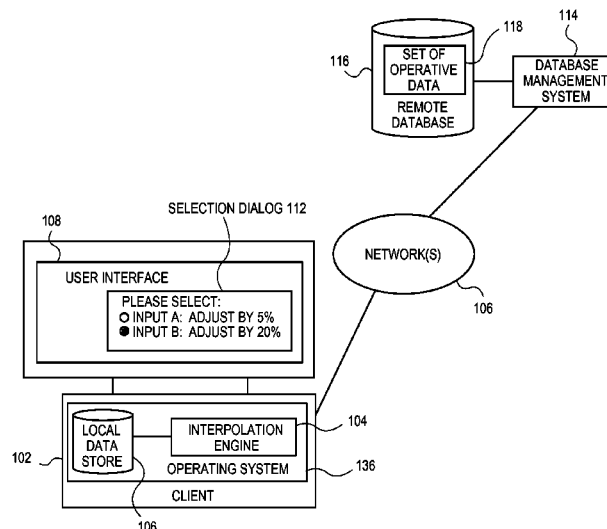 118
114
116
SET OF
OPERATIVE
DATA
REMOTE
DATABASE
DATABASE
MANAGEMENT
SYSTEM
SELECTION DIALOG 112
108
USER INTERFACE
PLEASE SELECT:
INPUT A: ADJUST BY 5%
INPUT B: ADJUST BY 20%
NETWORK(S)
106
LOCAL
DATA
STORE
INTERPOLATION
ENGINE
104
102
OPERATING SYSTEM
136
CLIENT
106